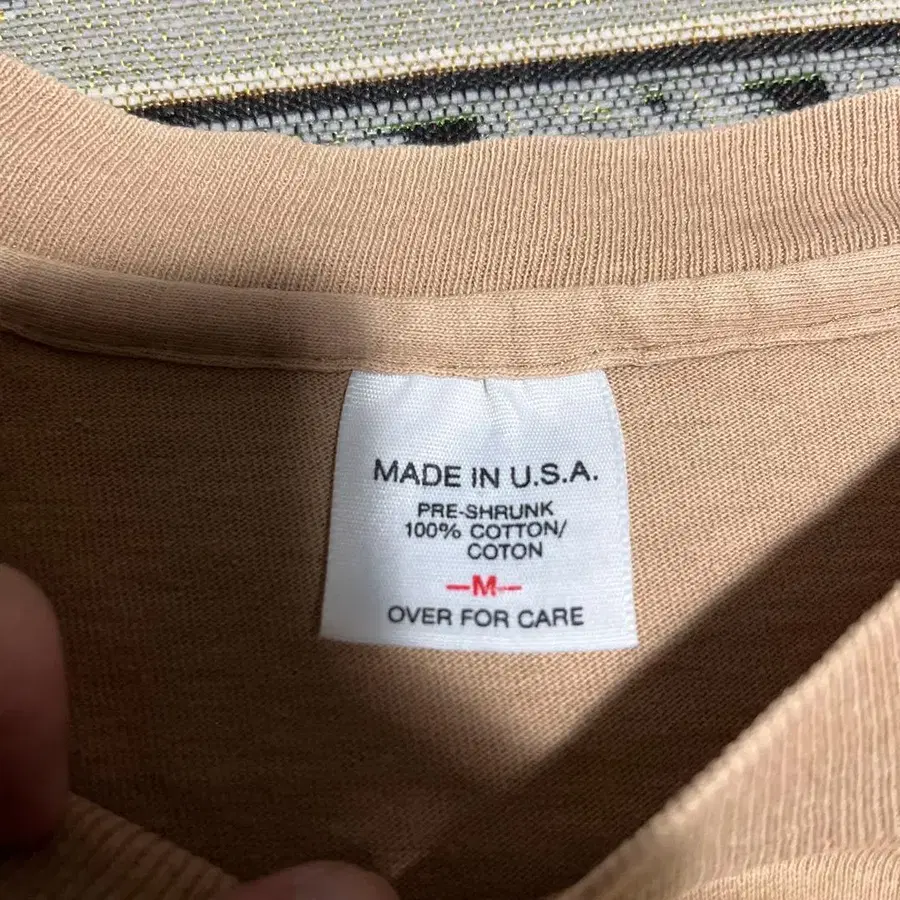 MADE IN U.S.A.
PRE-SHRUNK
100% COTTON/
COTON
—M—
OVER FOR CARE